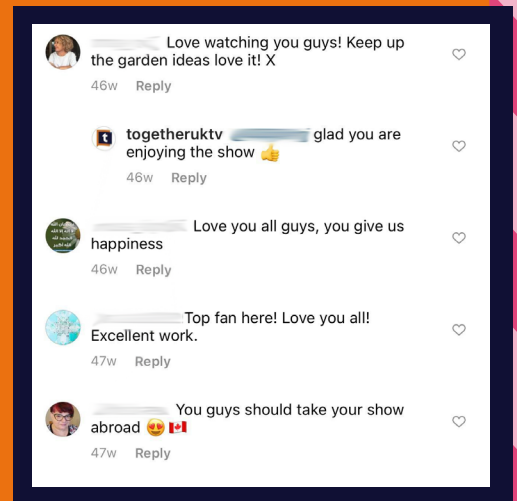 Love watching you guys! Keep up
the garden ideas love it! X
46w Reply
t
togetheruktv glad you are
enjoying the show 👍
46w Reply
Love you all guys, you give us
happiness
46w Reply
Top fan here! Love you all!
Excellent work.
47w Reply
You guys should take your show
abroad 😍🇨🇦
47w Reply